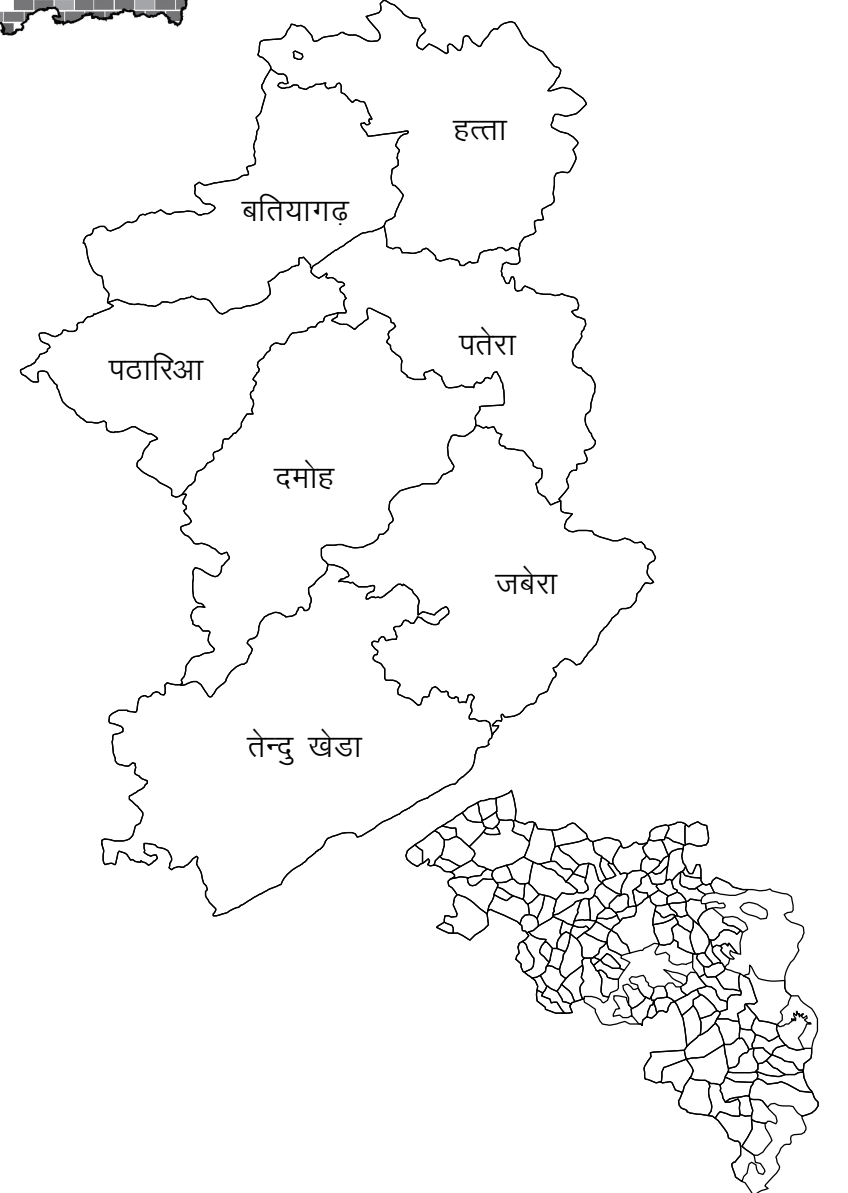 हत्ता
बतियागढ़
पतेरा
पठारिआ
दमोह
जबेरा
तेन्दु खेडा